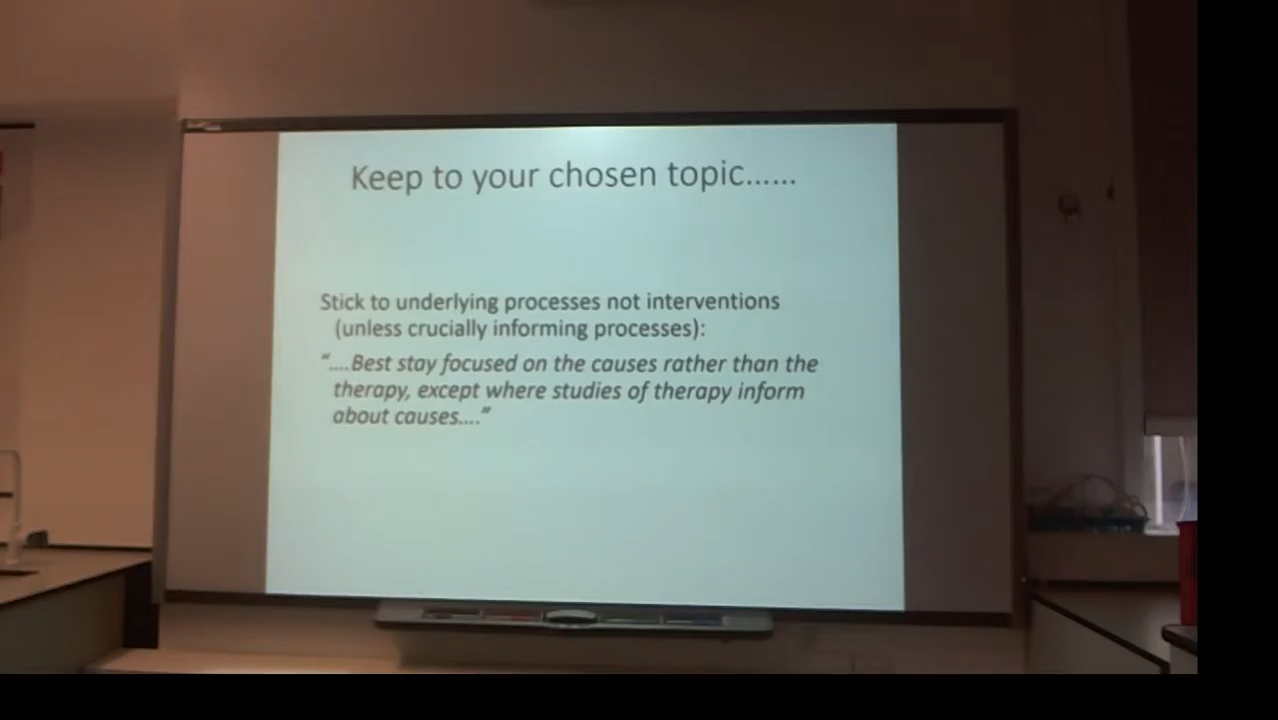 Keep to your chosen topic......
Stick to underlying processes not interventions
(unless crucially informing processes):
"....Best stay focused on the causes rather than the
therapy, except where studies of therapy inform
about causes...."